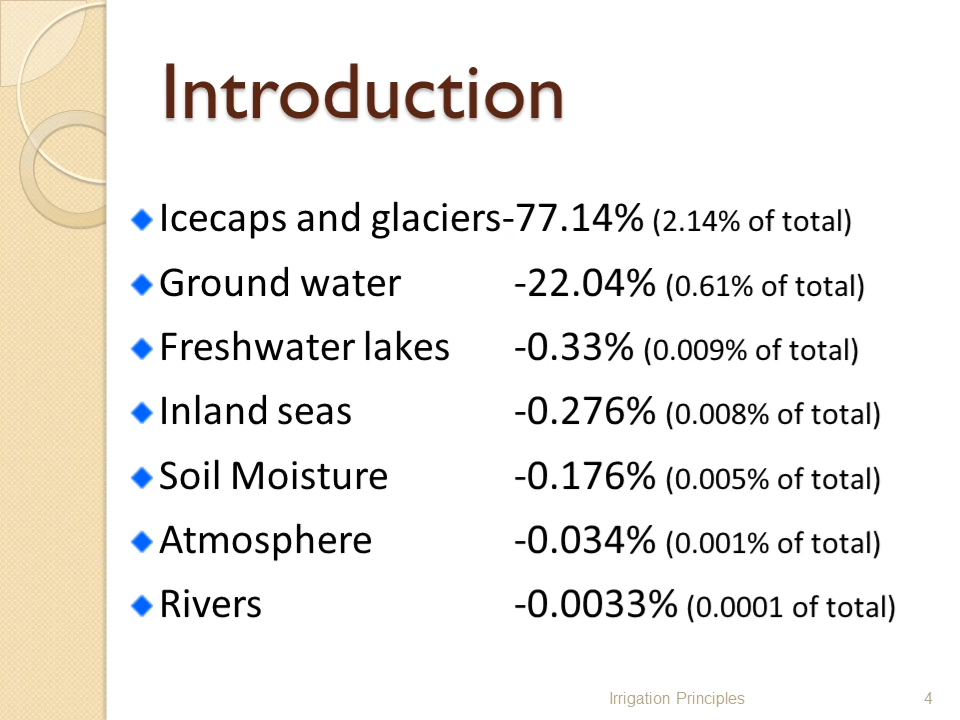 Introduction
Icecaps and glaciers-77.14% (2.14% of total)
Ground water -22.04% (0.61% of total)
Freshwater lakes -0.33% (0.009% of total)
Inland seas -0.276% (0.008% of total)
Soil Moisture -0.176% (0.005% of total)
Atmosphere -0.034% (0.001% of total)
Rivers -0.0033% (0.0001 of total)
Irrigation Principles 4